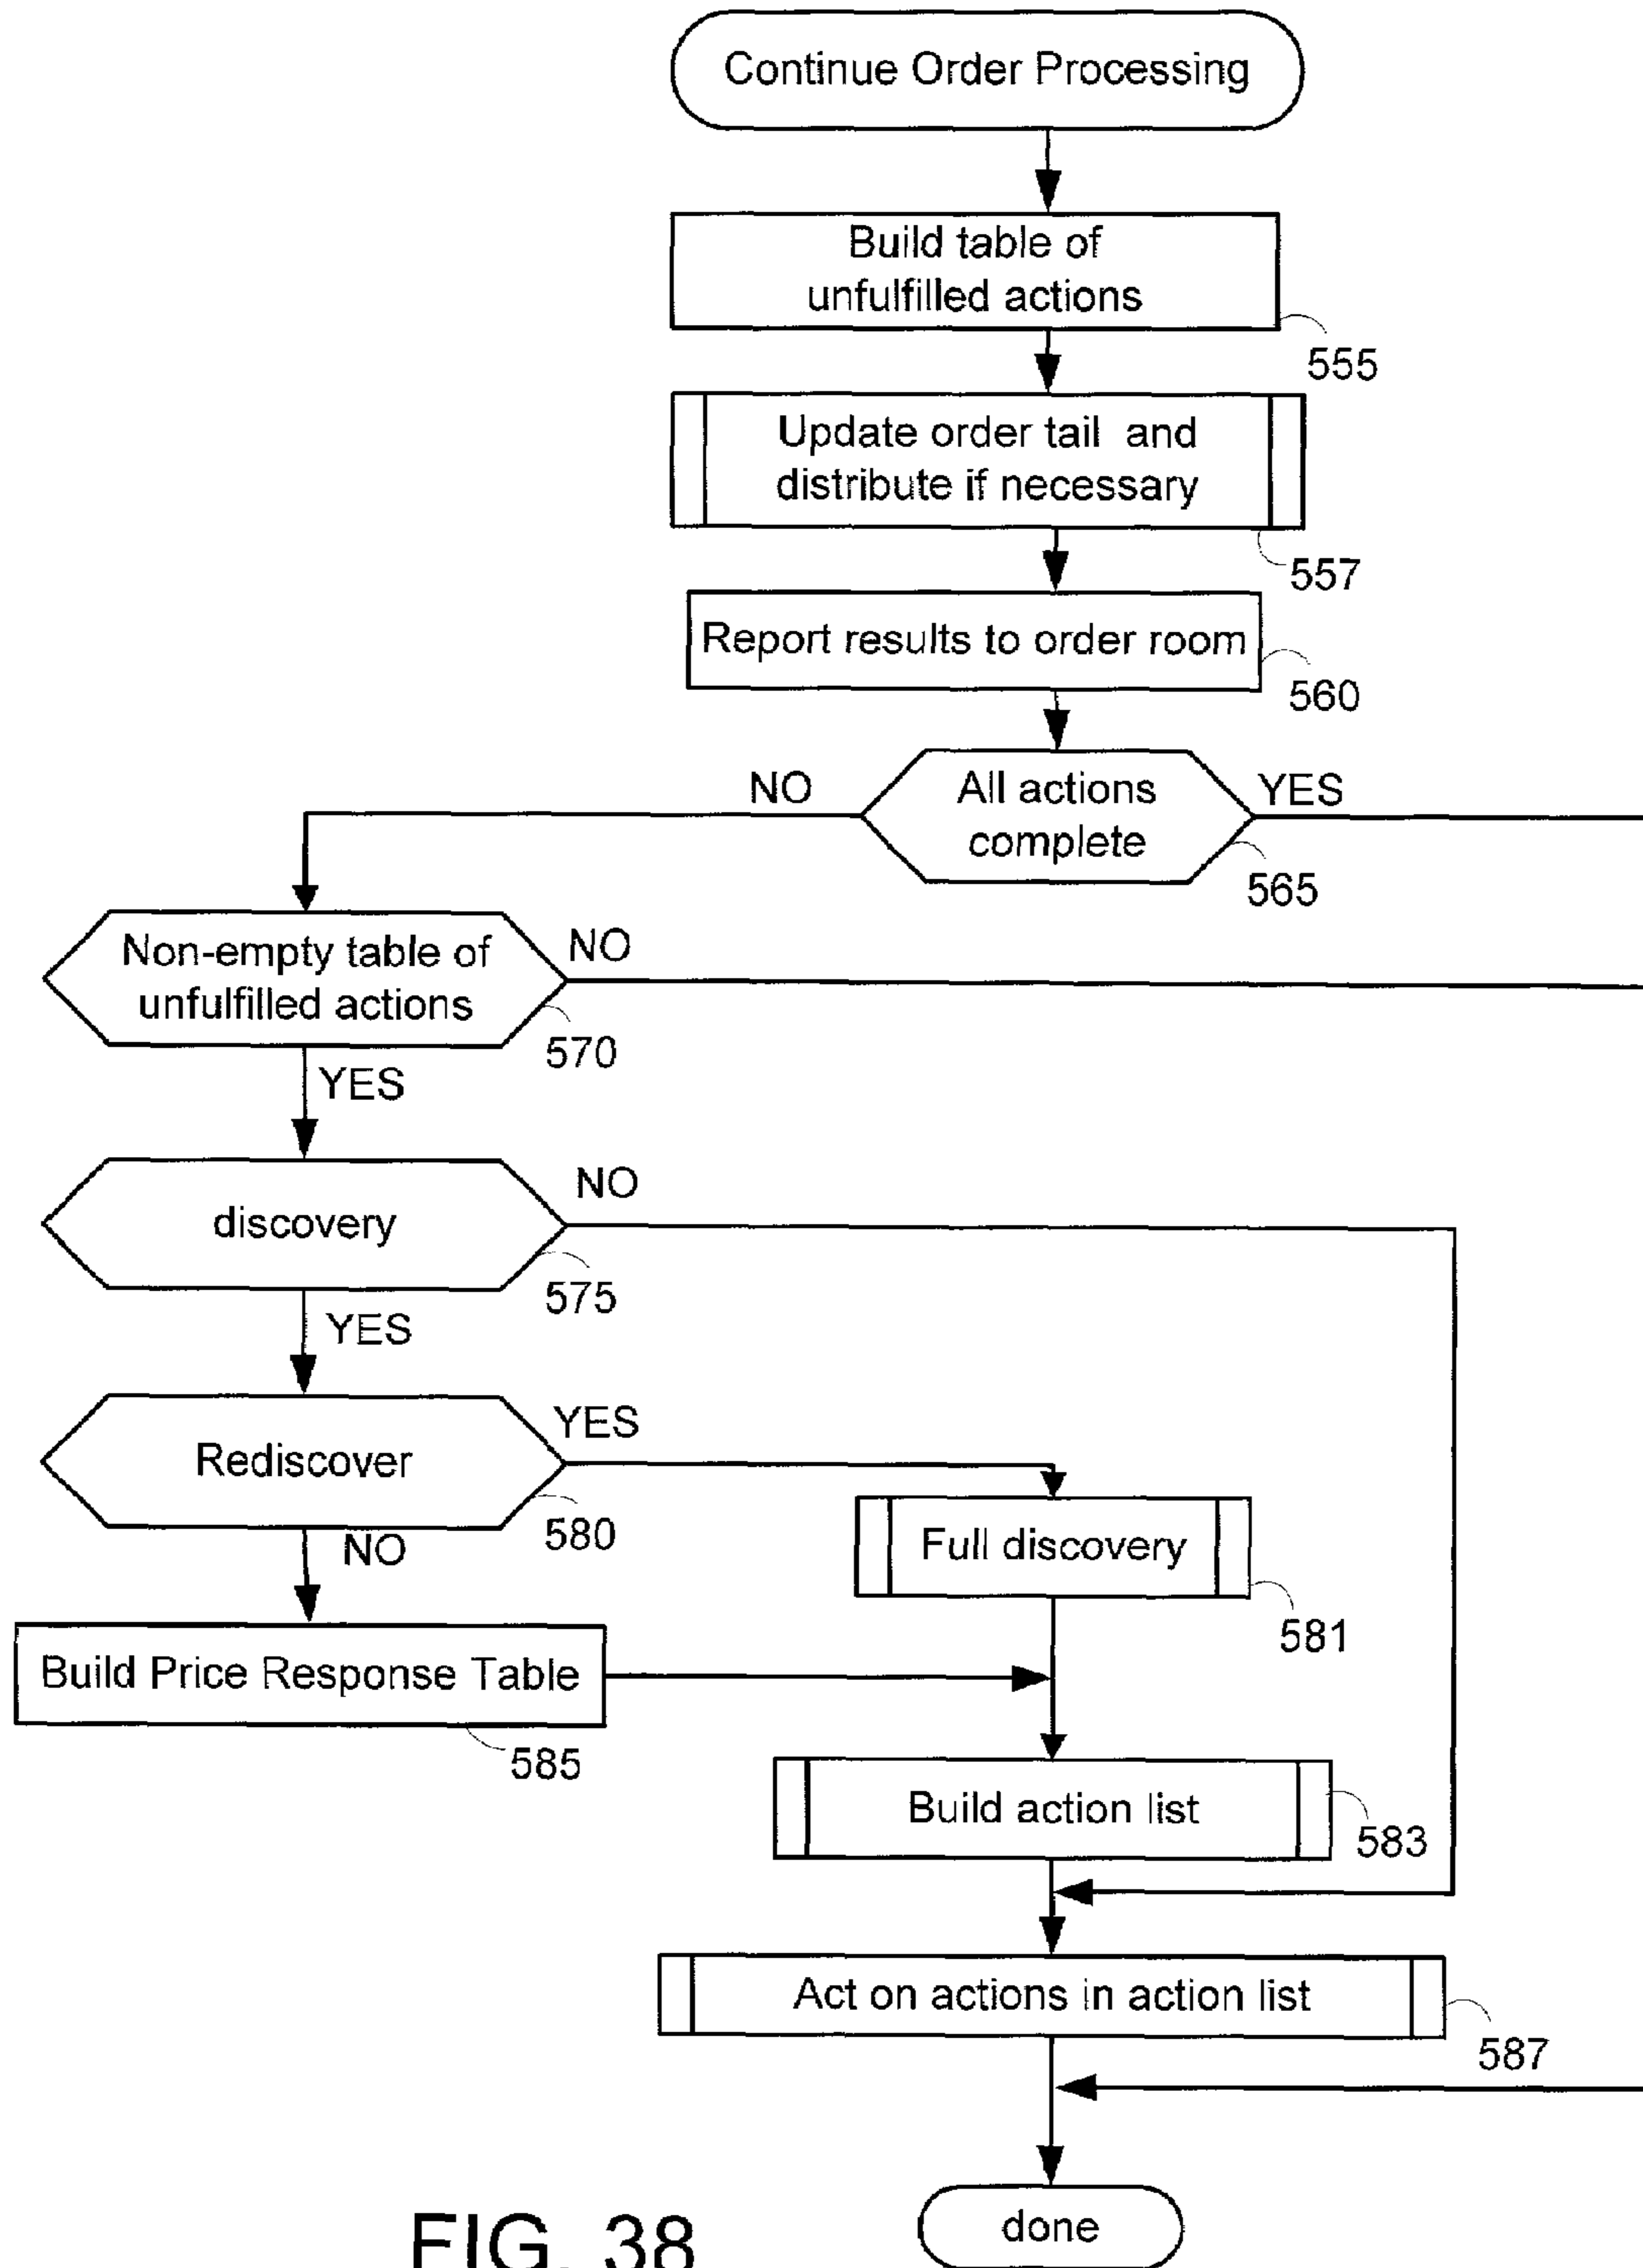 Continue Order Processing
Build table of
unfulfilled actions
555
Update order tail and
distribute if necessary
557
Report results to order room
560
NO
All actions
complete
YES
565
Non-empty table of
unfulfilled actions
NO
570
YES
discovery
NO
575
YES
Rediscover
YES
580
NO
Full discovery
581
Build Price Response Table
585
Build action list
583
Act on actions in action list
587
done
FIG. 38